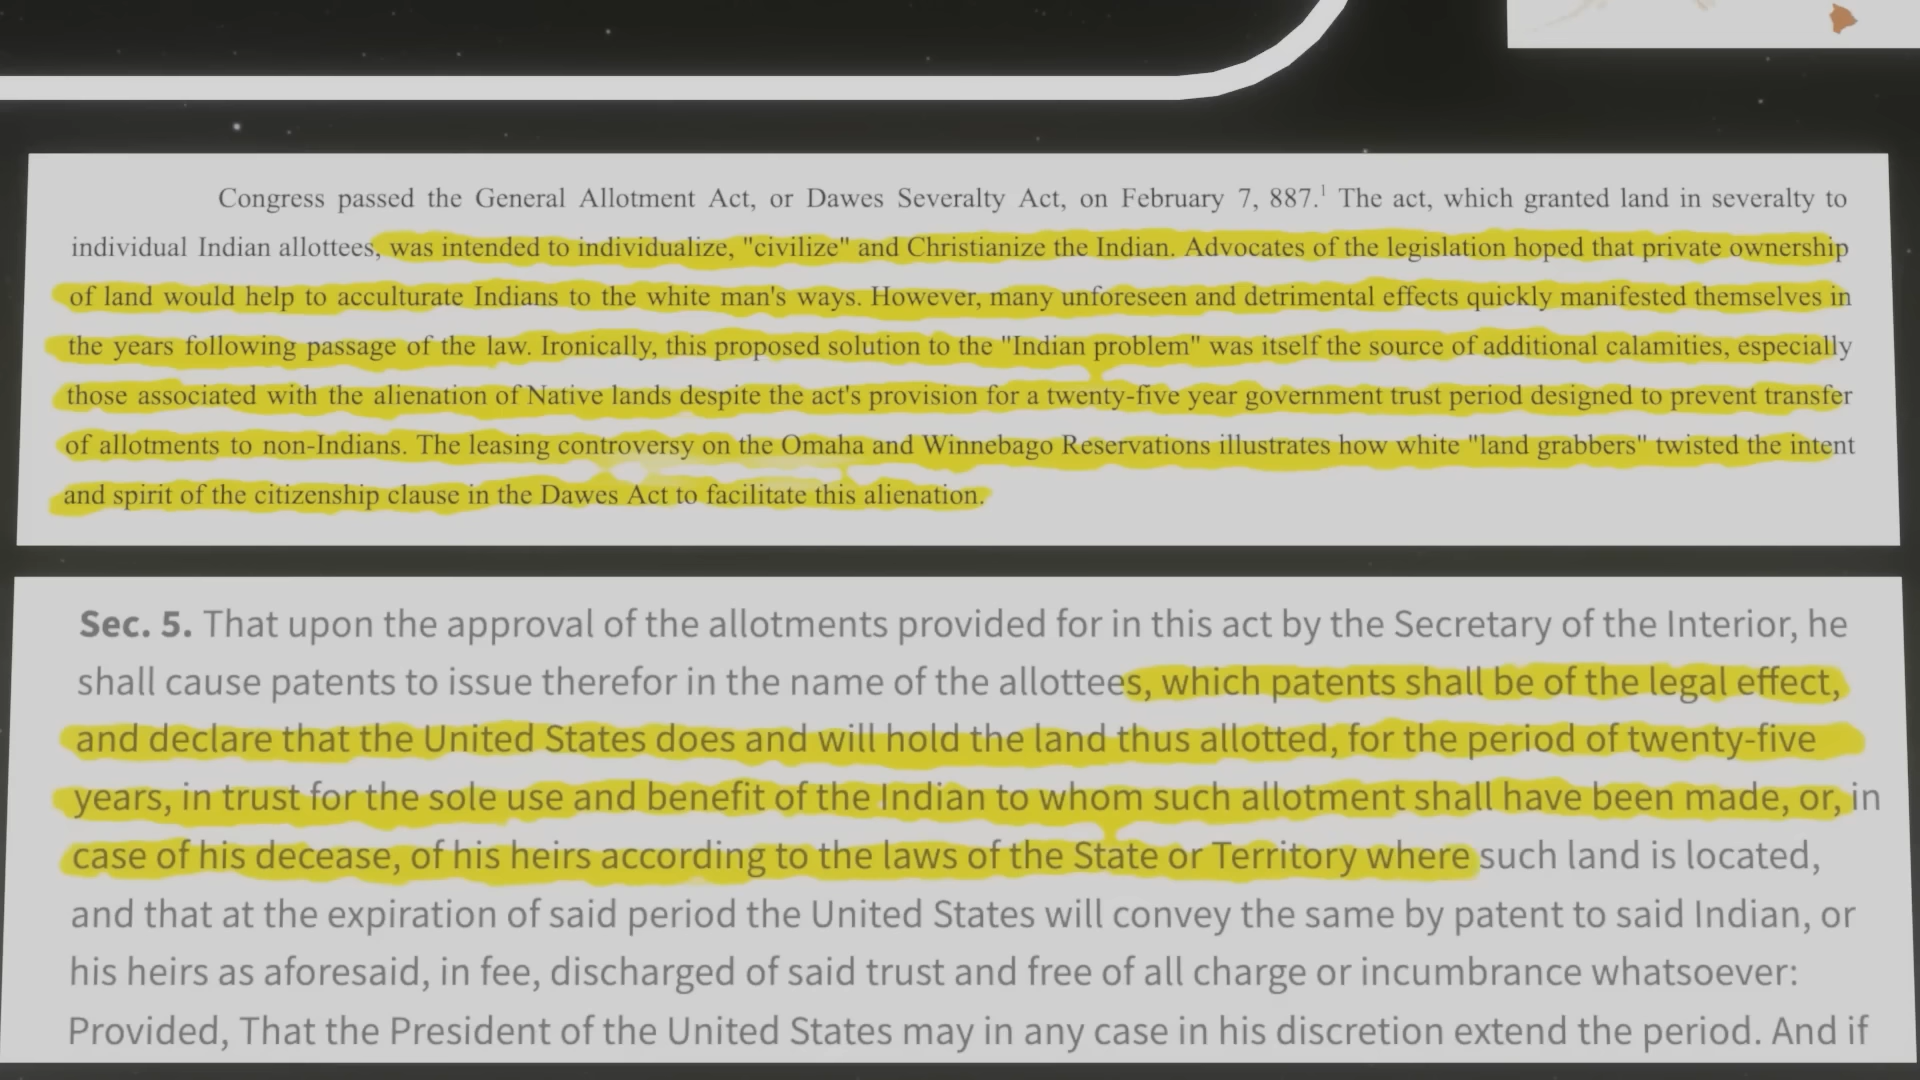 Congress passed the General Allotment Act, or Dawes Severalty Act, on February 7, 887.¹ The act, which granted land in severalty to
individual Indian allottees, was intended to individualize, "civilize" and Christianize the Indian. Advocates of the legislation hoped that private ownership
of land would help to acculturate Indians to the white man's ways. However, many unforeseen and detrimental effects quickly manifested themselves in
the years following passage of the law. Ironically, this proposed solution to the "Indian problem" was itself the source of additional calamities, especially
those associated with the alienation of Native lands despite the act's provision for a twenty-five year government trust period designed to prevent transfer
of allotments to non-Indians. The leasing controversy on the Omaha and Winnebago Reservations illustrates how white "land grabbers" twisted the intent
and spirit of the citizenship clause in the Dawes Act to facilitate this alienation.
Sec. 5. That upon the approval of the allotments provided for in this act by the Secretary of the Interior, he
shall cause patents to issue therefor in the name of the allottees, which patents shall be of the legal effect,
and declare that the United States does and will hold the land thus allotted, for the period of twenty-five
years, in trust for the sole use and benefit of the Indian to whom such allotment shall have been made, or, in
case of his decease, of his heirs according to the laws of the State or Territory where such land is located,
and that at the expiration of said period the United States will convey the same by patent to said Indian, or
his heirs as aforesaid, in fee, discharged of said trust and free of all charge or incumbrance whatsoever:
Provided, That the President of the United States may in any case in his discretion extend the period. And if